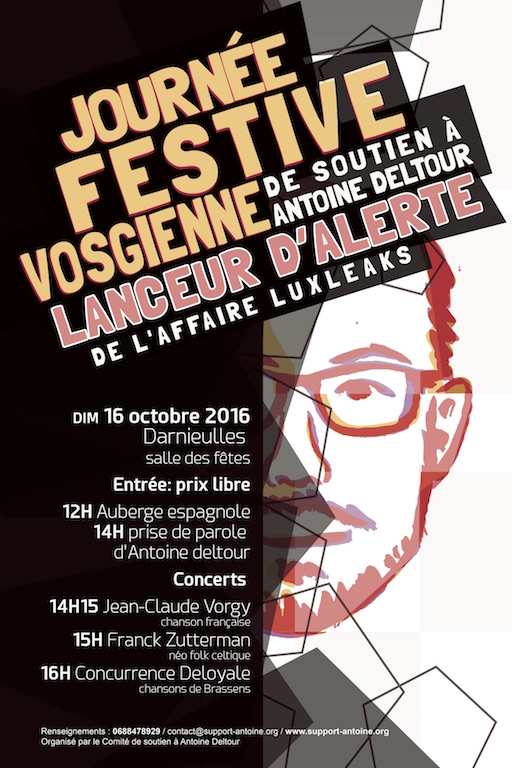 JOURNÉE
FESTIVE
VOSGIENNE
DE SOUTIEN À
ANTOINE DELTOUR
LANCEUR D'ALERTE
DE L'AFFAIRE LUXLEAKS
DIM 16 octobre 2016
Darnieulles
salle des fêtes
Entrée: prix libre
12H Auberge espagnole
14H prise de parole
d'Antoine deltour
Concerts
14H15 Jean-Claude Vorgy
chanson française
15H Franck Zutterman
néo folk celtique
16H Concurrence Deloyale
chansons de Brassens
Renseignements : 0688478929 / contact@support-antoine.org / www.support-antoine.org
Organisé par le Comité de soutien à Antoine Deltour